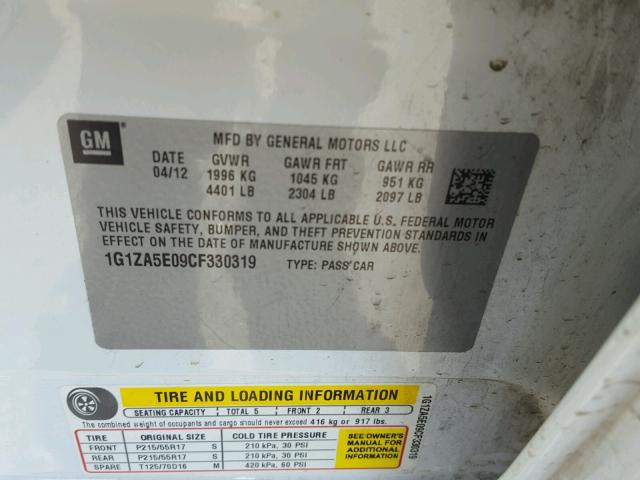 GM
MFD BY GENERAL MOTORS LLC
DATE GVWR GAWR FRT GAWR RR
04/12 1996 KG 1045 KG 951 KG
4401 LB 2304 LB 2097 LB
THIS VEHICLE CONFORMS TO ALL APPLICABLE U.S. FEDERAL MOTOR
VEHICLE SAFETY, BUMPER, AND THEFT PREVENTION STANDARDS IN
EFFECT ON THE DATE OF MANUFACTURE SHOWN ABOVE.
1G1ZA5E09CF330319 TYPE: PASS CAR
TIRE AND LOADING INFORMATION
SEATING CAPACITY TOTAL 5 FRONT 2 REAR 3
The combined weight of occupants and cargo should never exceed 416 kg or 917 lbs.
TIRE ORIGINAL SIZE COLD TIRE PRESSURE
FRONT P215/55R17 S 210 kPa, 30 PSI
REAR P215/55R17 S 210 kPa, 30 PSI
SPARE T125/70D16 M 420 kPa, 60 PSI
SEE OWNER'S
MANUAL FOR
ADDITIONAL
INFORMATION
1G1ZA5E09CF330319